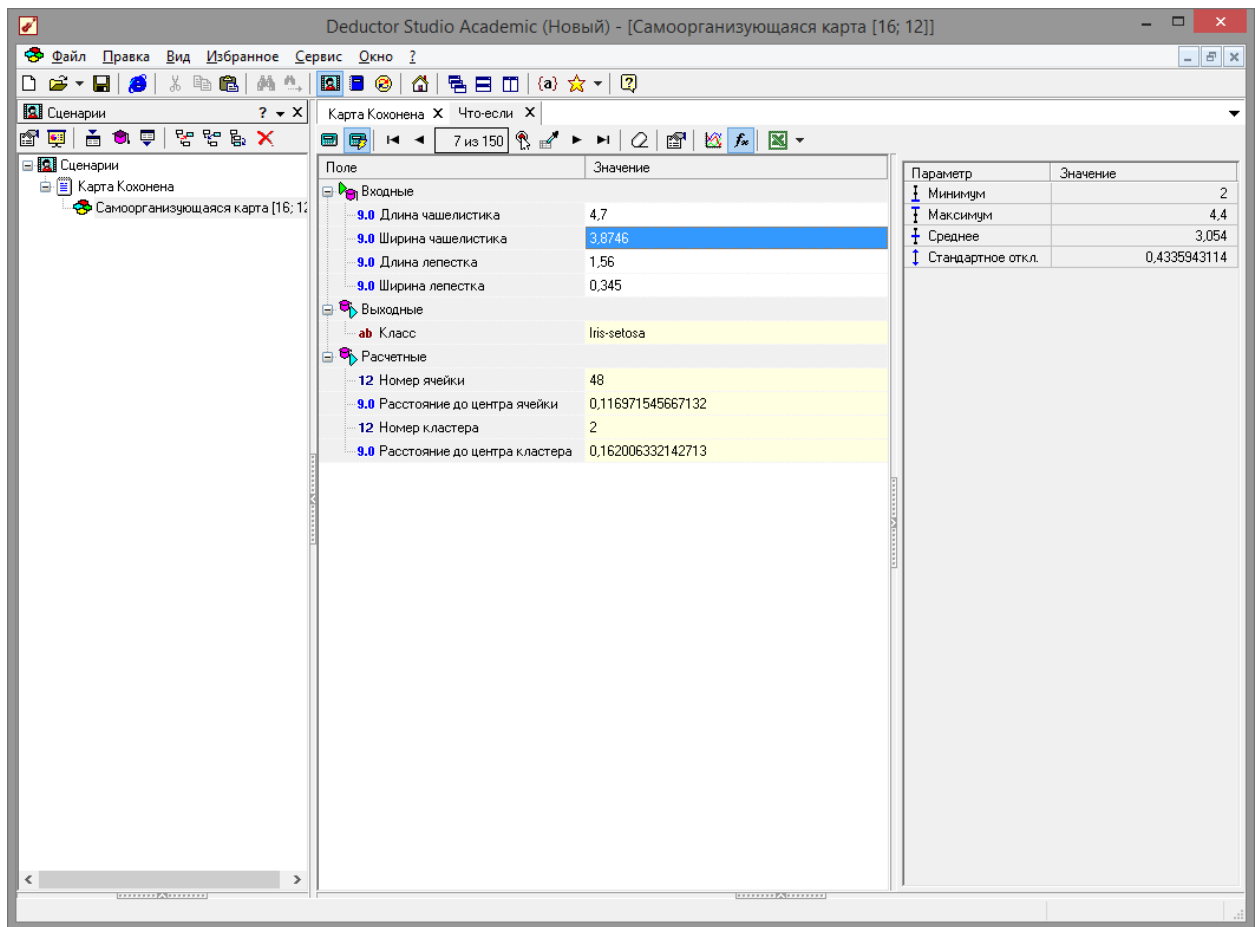 Deductor Studio Academic (Новый) - [Самоорганизующаяся карта [16; 12]]
Файл Правка Вид Избранное Сервис Окно ?
{a}
Сценарии ? X
Карта Кохонена X Что-если X
7 из 150
Сценарии
Карта Кохонена
Самоорганизующаяся карта [16; 12
Поле Значение
Входные
9.0 Длина чашелистика 4,7
9.0 Ширина чашелистика 3,8746
9.0 Длина лепестка 1,56
9.0 Ширина лепестка 0,345
Выходные
ab Класс Iris-setosa
Расчетные
12 Номер ячейки 48
9.0 Расстояние до центра ячейки 0,116971545667132
12 Номер кластера 2
9.0 Расстояние до центра кластера 0,162006332142713
Параметр Значение
Минимум 2
Максимум 4,4
Среднее 3,054
Стандартное откл. 0,4335943114